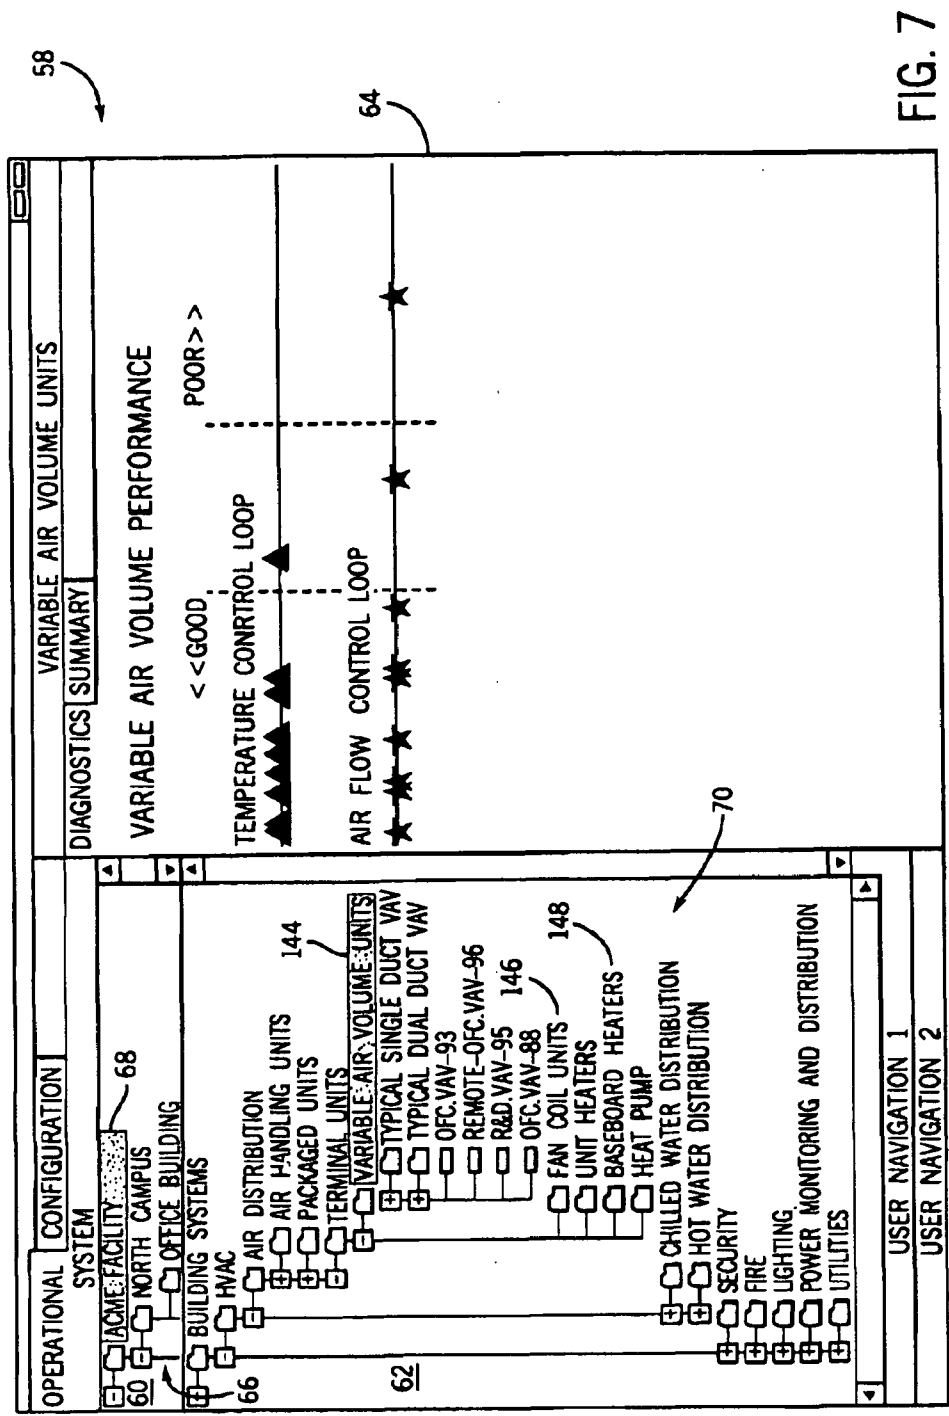 58
VARIABLE AIR VOLUME UNITS
OPERATIONAL CONFIGURATION
DIAGNOSTICS SUMMARY
SYSTEM
ACME FACILITY
68
NORTH CAMPUS
OFFICE BUILDING
60
66
BUILDING SYSTEMS
HVAC
AIR DISTRIBUTION
AIR HANDLING UNITS
PACKAGED UNITS
TERMINAL UNITS
144
VARIABLE AIR VOLUME UNITS
TYPICAL SINGLE DUCT VAV
TYPICAL DUAL DUCT VAV
OFC.VAV-93
REMOTE-OFC.VAV-96
R&D.VAV-95
OFC.VAV-88
62
FAN COIL UNITS
146
UNIT HEATERS
BASEBOARD HEATERS
148
HEAT PUMP
CHILLED WATER DISTRIBUTION
70
HOT WATER DISTRIBUTION
SECURITY
FIRE
LIGHTING
POWER MONITORING AND DISTRIBUTION
UTILITIES
USER NAVIGATION 1
USER NAVIGATION 2
VARIABLE AIR VOLUME PERFORMANCE
<<GOOD
POOR>>
TEMPERATURE CONRTROL LOOP
AIR FLOW CONTROL LOOP
64
FIG. 7